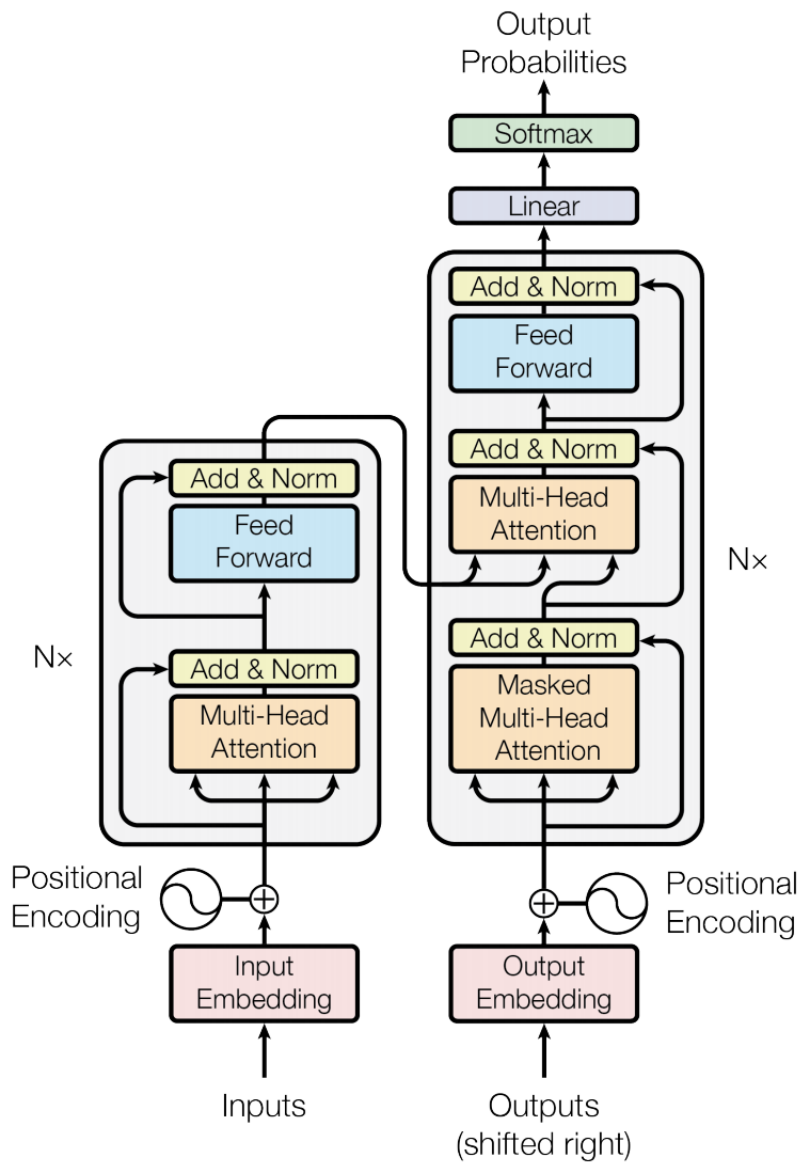 Output
Probabilities
Softmax
Linear
Add & Norm
Feed
Forward
Add & Norm
Multi-Head
Attention
N×
Add & Norm
Masked
Multi-Head
Attention
Add & Norm
Feed
Forward
N×
Add & Norm
Multi-Head
Attention
Positional
Encoding
Positional
Encoding
Input
Embedding
Output
Embedding
Inputs
Outputs
(shifted right)